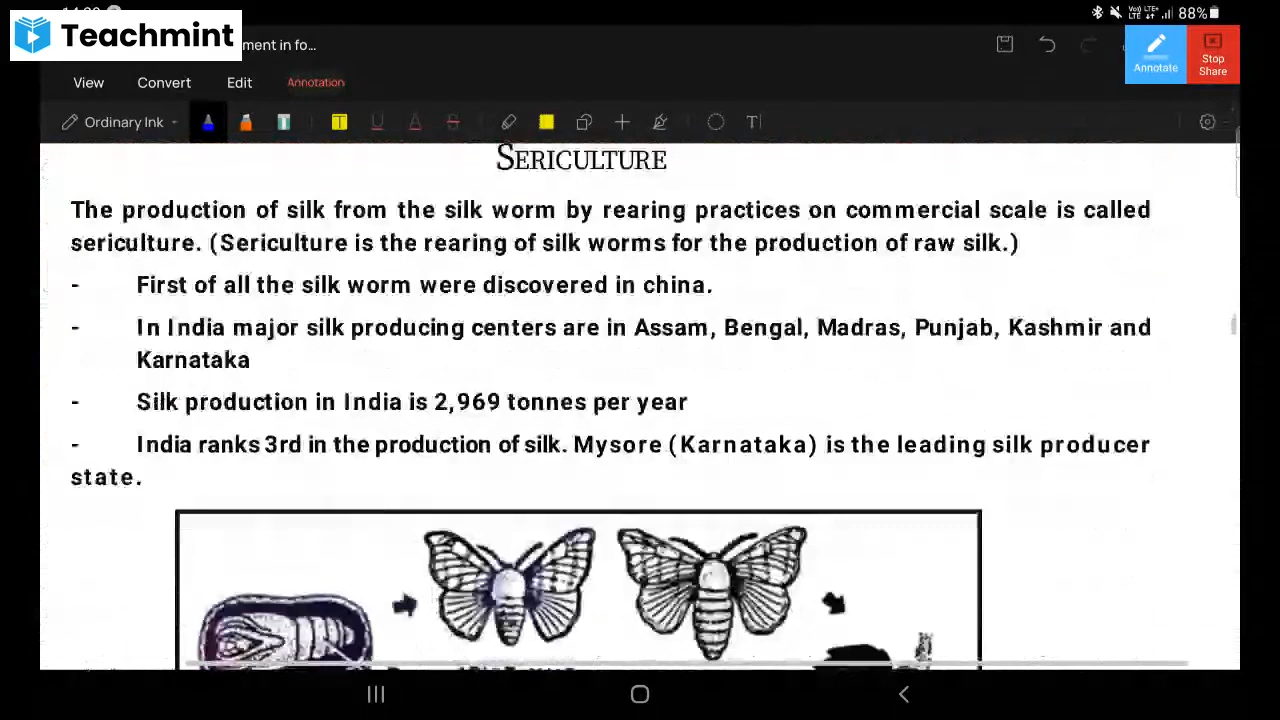 Teachmint
ment in fo...
88%
Annotate
Stop
Share
View Convert Edit Annotation
Ordinary Ink
SERICULTURE
The production of silk from the silk worm by rearing practices on commercial scale is called
sericulture. (Sericulture is the rearing of silk worms for the production of raw silk.)
- First of all the silk worm were discovered in china.
- In India major silk producing centers are in Assam, Bengal, Madras, Punjab, Kashmir and
Karnataka
- Silk production in India is 2,969 tonnes per year
- India ranks 3rd in the production of silk. Mysore (Karnataka) is the leading silk producer
state.